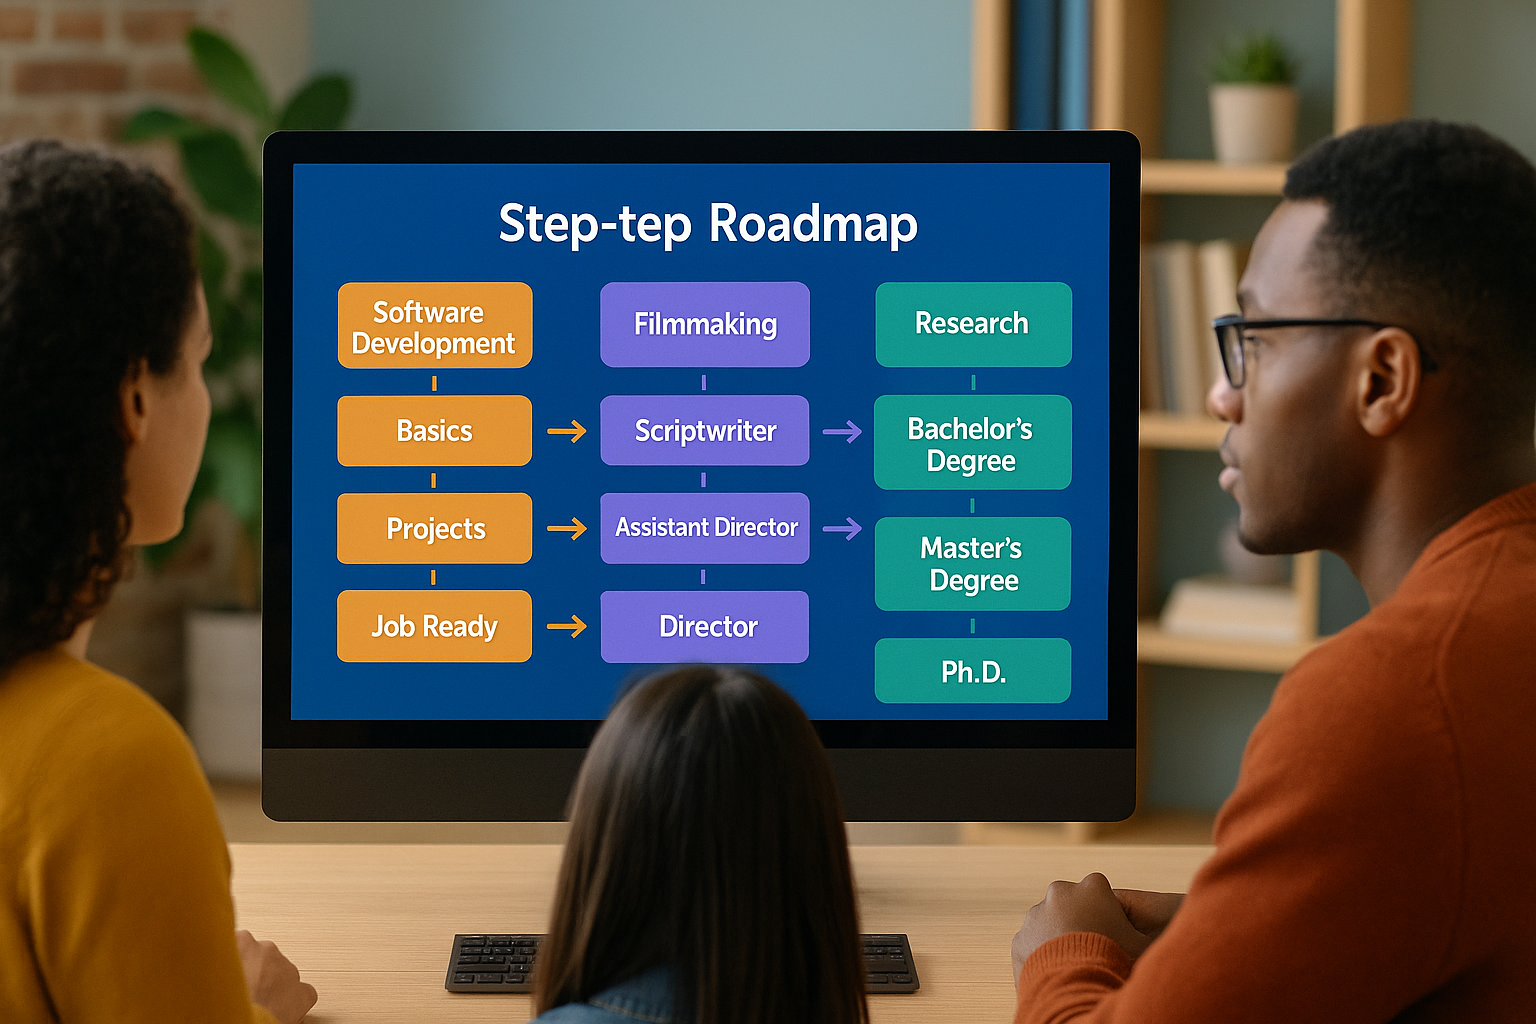 Step-tep Roadmap
Software
Development
Filmmaking
Research
Basics
Scriptwriter
Bachelor's
Degree
Projects
Assistant Director
Master's
Degree
Job Ready
Director
Ph.D.